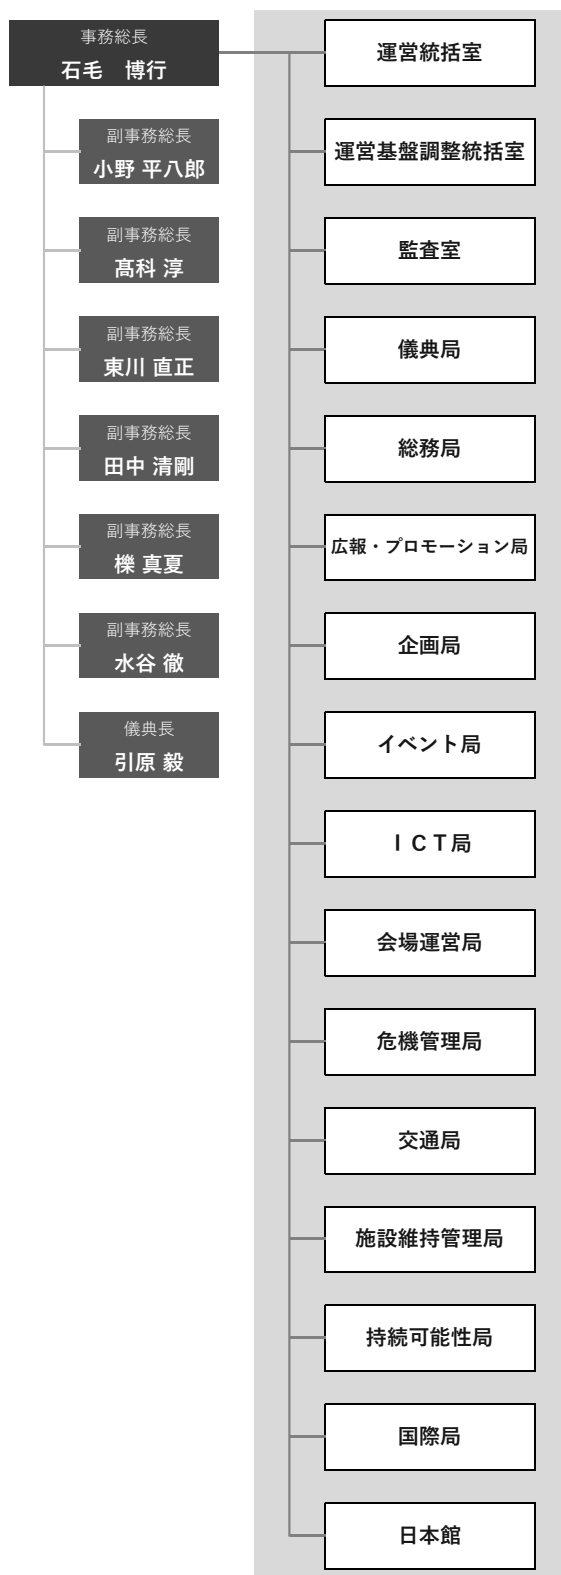 事務総長
石毛　博行
副事務総長
小野 平八郎
副事務総長
髙科 淳
副事務総長
東川 直正
副事務総長
田中 清剛
副事務総長
櫟 真夏
副事務総長
水谷 徹
儀典長
引原 毅
運営統括室
運営基盤調整統括室
監査室
儀典局
総務局
広報・プロモーション局
企画局
イベント局
ＩＣＴ局
会場運営局
危機管理局
交通局
施設維持管理局
持続可能性局
国際局
日本館